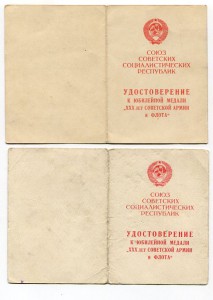 СОЮЗ
СОВЕТСКИХ
СОЦИАЛИСТИЧЕСКИХ
РЕСПУБЛИК
УДОСТОВЕРЕНИЕ
К ЮБИЛЕЙНОЙ МЕДАЛИ
„XXX лет СОВЕТСКОЙ АРМИИ
и ФЛОТА"
СОЮЗ
СОВЕТСКИХ
СОЦИАЛИСТИЧЕСКИХ
РЕСПУБЛИК
УДОСТОВЕРЕНИЕ
К ЮБИЛЕЙНОЙ МЕДАЛИ
„XXX лет СОВЕТСКОЙ АРМИИ
и ФЛОТА"